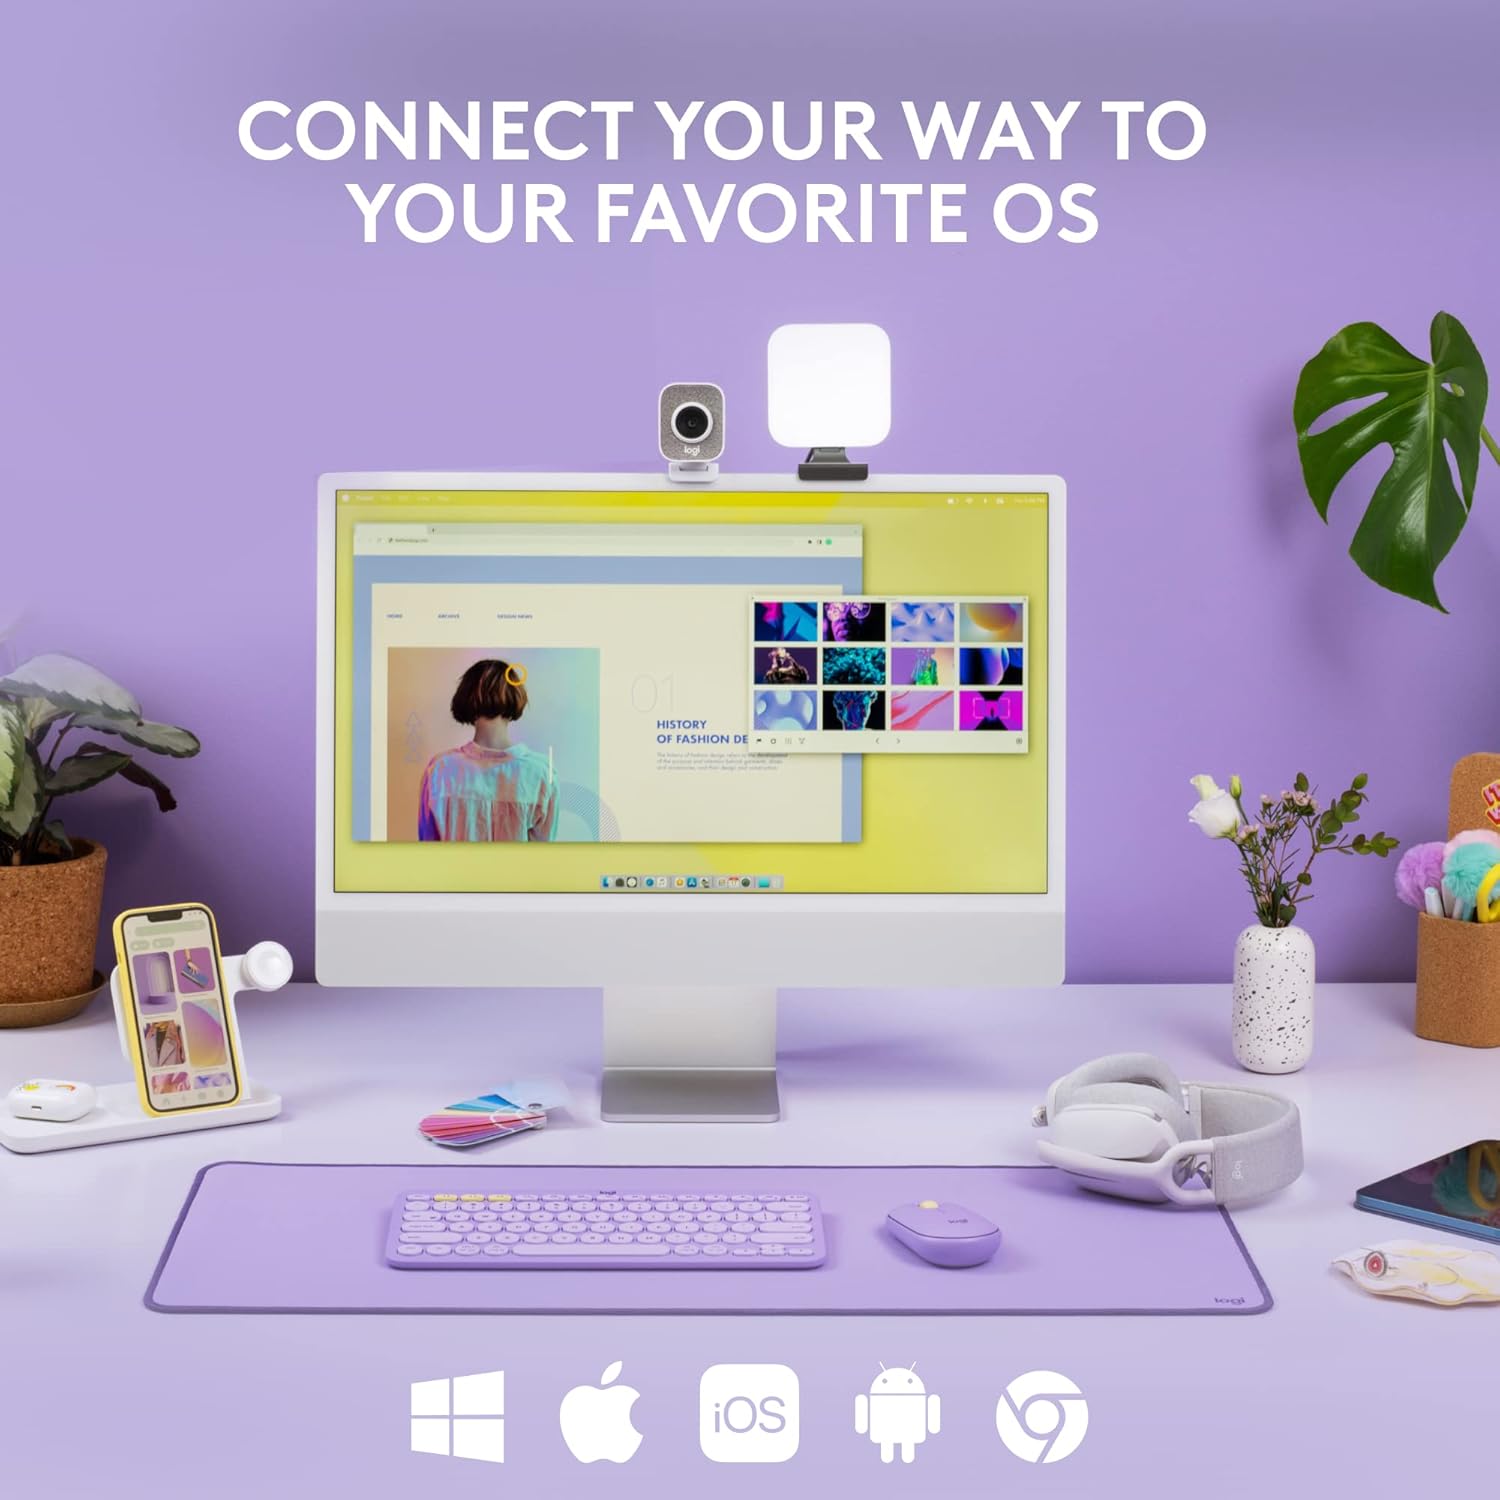 CONNECT YOUR WAY TO
YOUR FAVORITE OS
logi
HOME ARCHIVE DESIGN NEWS
01
HISTORY
OF FASHION DE
logi
logi
logi
logi
iOS